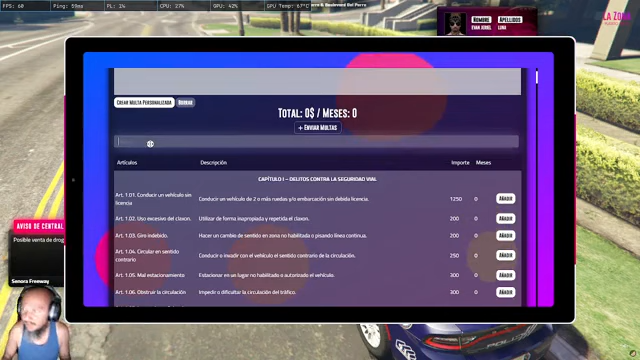 FPS: 60 Ping: 59ms PL: 1% CPU: 27% GPU: 42% GPU Temp: 67°C
Boulevard Del Perro
Nombre Apellidos
LA ZONA
Crear Multa Personalizada Borrar
Total: 0$ / Meses: 0
+ Enviar Multas
Artículos Descripción Importe Meses
CAPÍTULO I – DELITOS CONTRA LA SEGURIDAD VIAL
Art. 1.01. Conducir un vehículo sin licencia Conducir un vehículo de 2 o más ruedas y/o embarcación sin debida licencia. 1250 0 Añadir
Art. 1.02. Uso excesivo del claxon. Utilizar de forma inapropiada y repetida el claxon. 200 0 Añadir
Art. 1.03. Giro indebido. Hacer un cambio de sentido en zona no habilitada o pisando línea continua. 200 0 Añadir
Art. 1.04. Circular en sentido contrario Conducir o invadir con el vehículo el sentido contrario de la circulación. 250 0 Añadir
Art. 1.05. Mal estacionamiento Estacionar en un lugar no habilitado o autorizado el vehículo. 300 0 Añadir
Art. 1.06. Obstruir la circulación Impedir o dificultar la circulación del tráfico. 300 0 Añadir
AVISO DE CENTRAL
Posible venta de drog
Senora Freeway